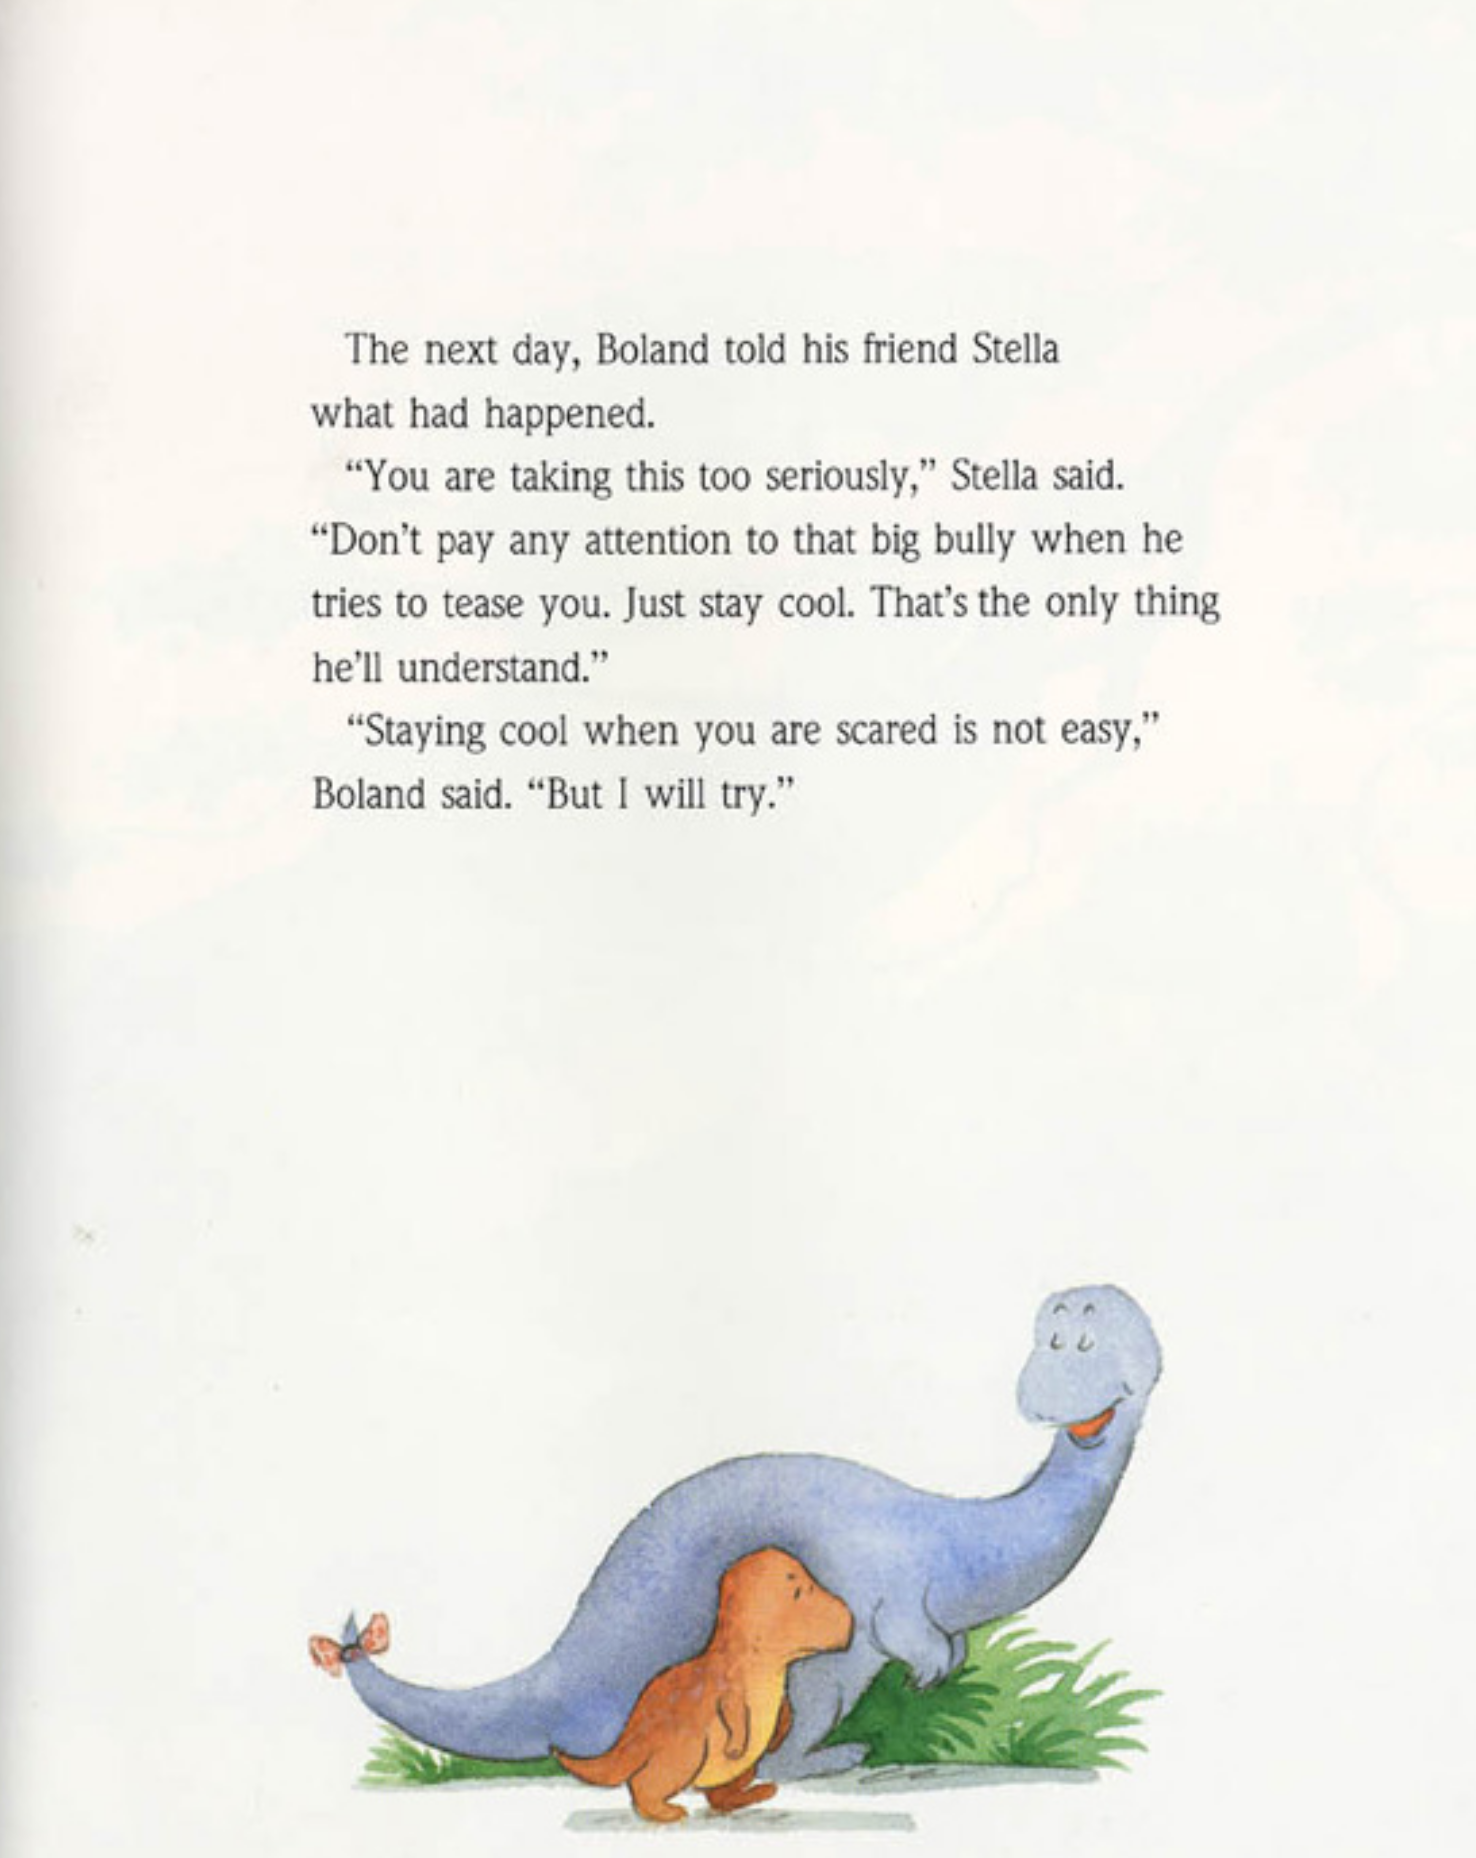 The next day, Boland told his friend Stella
what had happened.
“You are taking this too seriously,” Stella said.
“Don’t pay any attention to that big bully when he
tries to tease you. Just stay cool. That’s the only thing
he’ll understand.”
“Staying cool when you are scared is not easy,”
Boland said. “But I will try.”